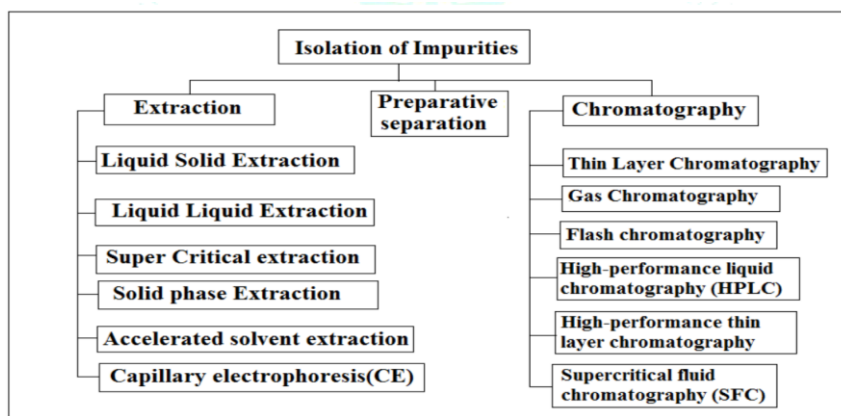 Isolation of Impurities
Extraction
Preparative
separation
Chromatography
Liquid Solid Extraction
Liquid Liquid Extraction
Super Critical extraction
Solid phase Extraction
Accelerated solvent extraction
Capillary electrophoresis(CE)
Thin Layer Chromatography
Gas Chromatography
Flash chromatography
High-performance liquid
chromatography (HPLC)
High-performance thin
layer chromatography
Supercritical fluid
chromatography (SFC)